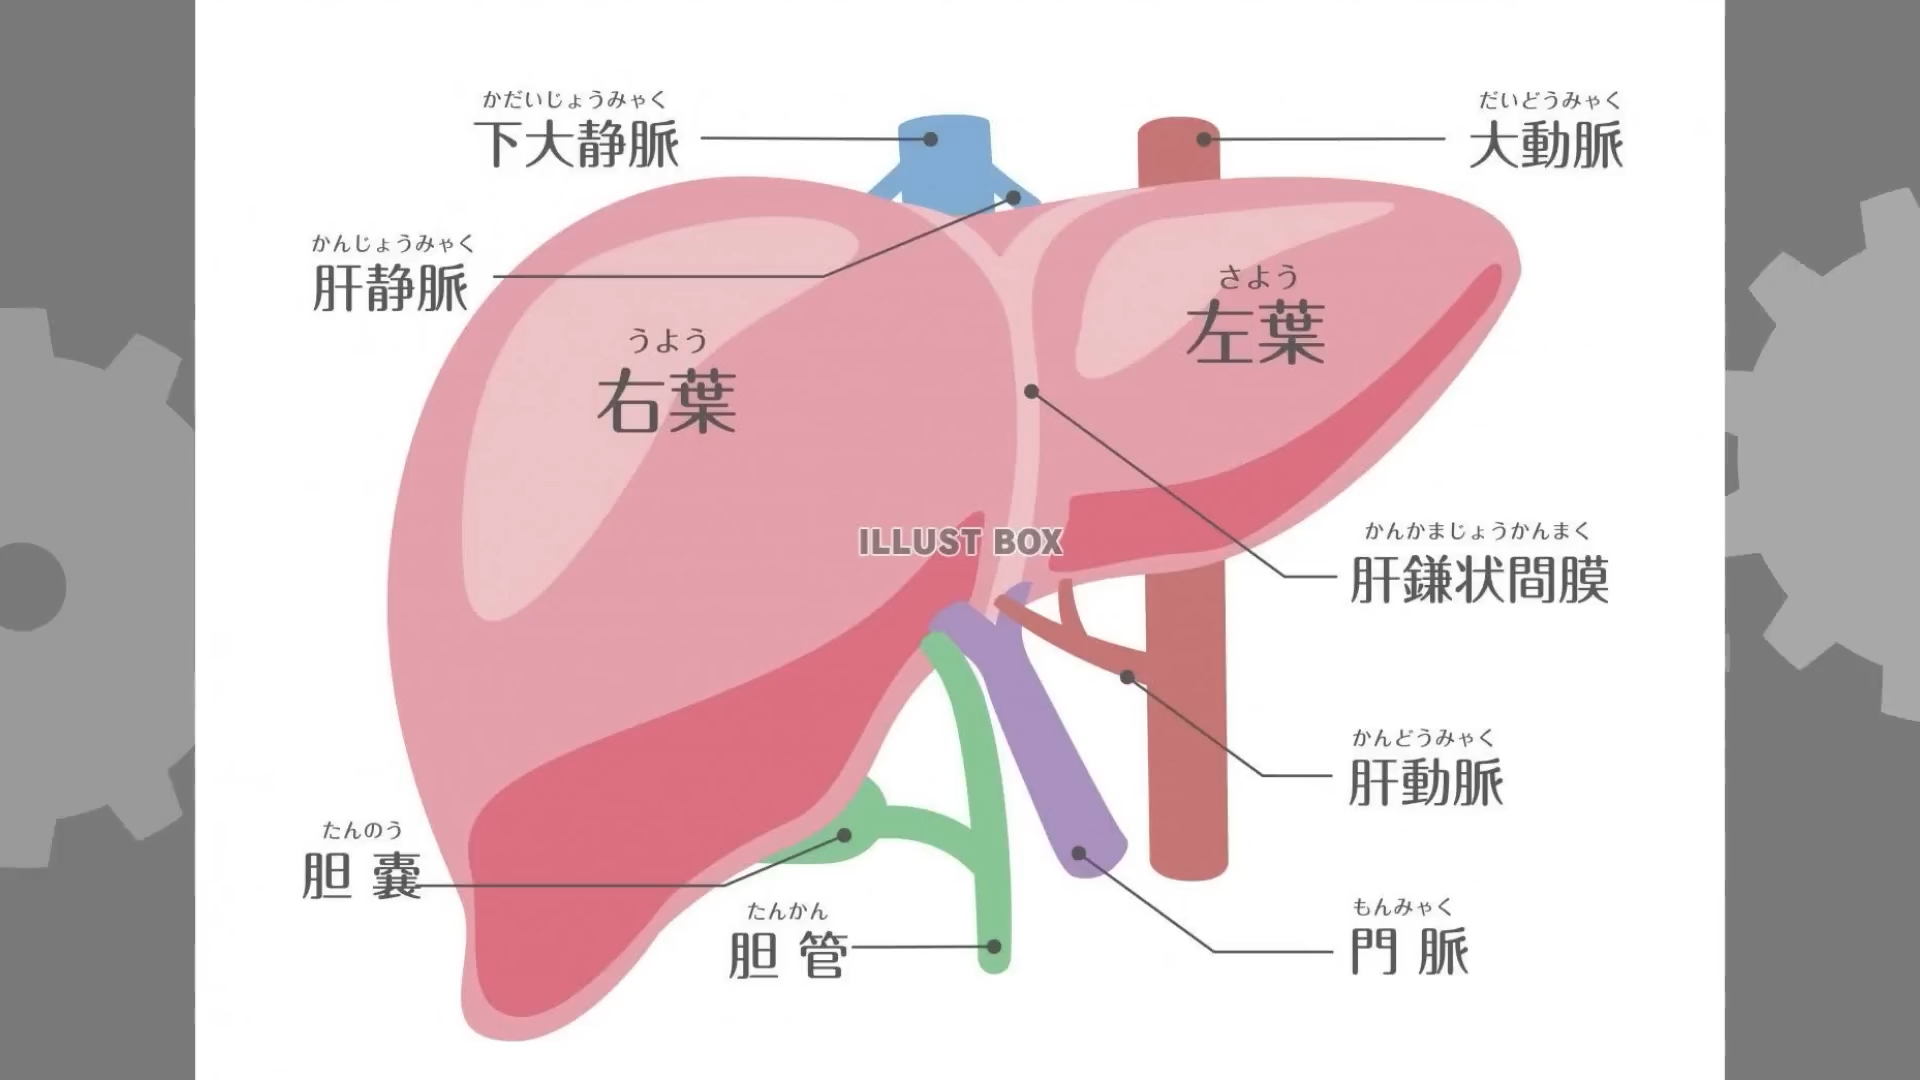 かだいじょうみゃく
下大静脈
だいどうみゃく
大動脈
かんじょうみゃく
肝静脈
さよう
左葉
うよう
右葉
ILLUST BOX
かんかまじょうかんまく
肝鎌状間膜
かんどうみゃく
肝動脈
たんのう
胆嚢
たんかん
胆管
もんみゃく
門脈